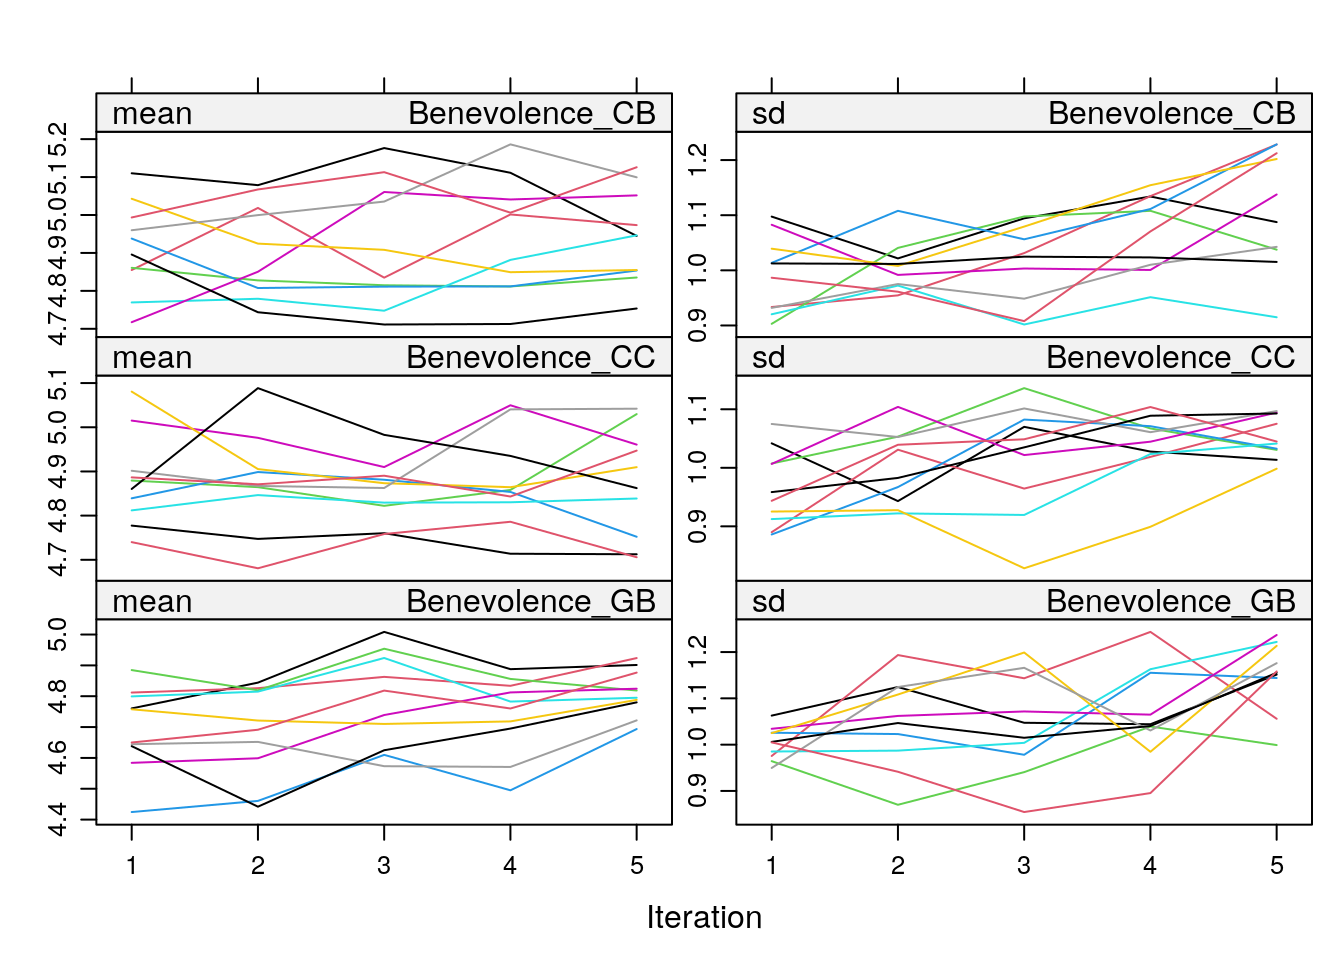 mean Benevolence_CB
4.7 4.8 4.9 5.0 5.1 5.2
sd Benevolence_CB
0.9 1.0 1.1 1.2
mean Benevolence_CC
4.7 4.8 4.9 5.0 5.1
sd Benevolence_CC
0.9 1.0 1.1
mean Benevolence_GB
4.4 4.6 4.8 5.0
sd Benevolence_GB
0.9 1.0 1.1 1.2
1 2 3 4 5
1 2 3 4 5
Iteration